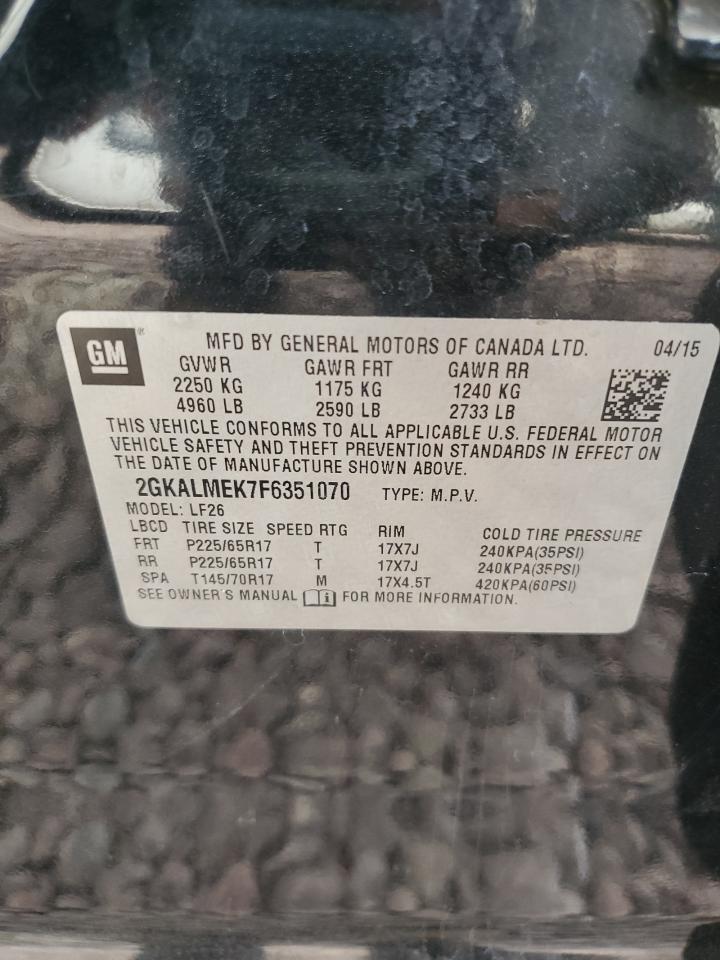 GM®
MFD BY GENERAL MOTORS OF CANADA LTD. 04/15
GVWR GAWR FRT GAWR RR
2250 KG 1175 KG 1240 KG
4960 LB 2590 LB 2733 LB
THIS VEHICLE CONFORMS TO ALL APPLICABLE U.S. FEDERAL MOTOR
VEHICLE SAFETY AND THEFT PREVENTION STANDARDS IN EFFECT ON
THE DATE OF MANUFACTURE SHOWN ABOVE.
2GKALMEK7F6351070 TYPE: M.P.V.
MODEL: LF26
LBCD TIRE SIZE SPEED RTG RIM COLD TIRE PRESSURE
FRT P225/65R17 T 17X7J 240KPA(35PSI)
RR P225/65R17 T 17X7J 240KPA(35PSI)
SPA T145/70R17 M 17X4.5T 420KPA(60PSI)
SEE OWNER'S MANUAL i FOR MORE INFORMATION.